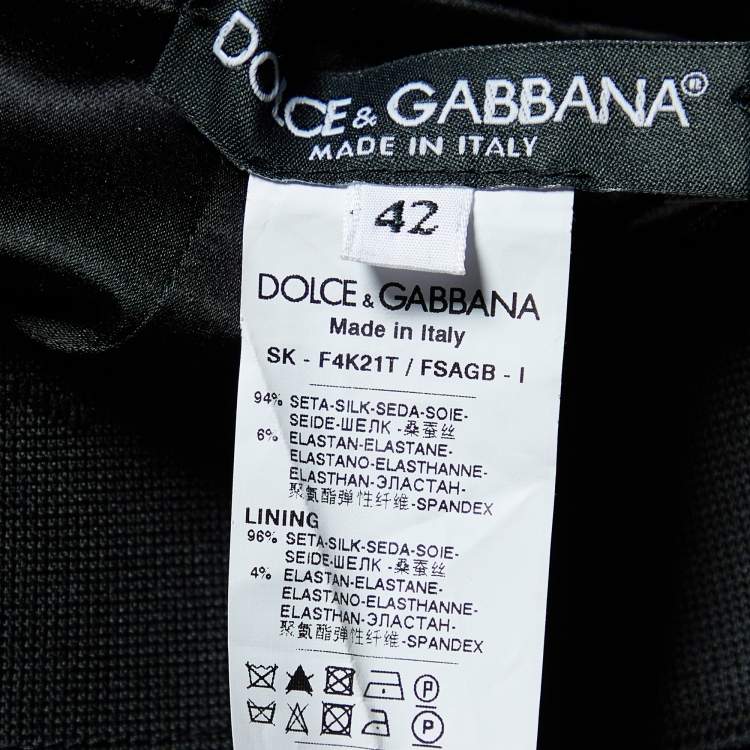 DOLCE & GABBANA®
MADE IN ITALY
42
DOLCE & GABBANA
Made in Italy
SK - F4K21T / FSAGB - I
94% SETA-SILK-SEDA-SOIE-
SEIDE-ШЕЛК -桑蚕丝
6% ELASTAN-ELASTANE-
ELASTANO-ELASTHANNE-
ELASTHAN-ЭЛАСТАН-
聚氨酯弹性纤维-SPANDEX
LINING
96% SETA-SILK-SEDA-SOIE-
SEIDE-ШЕЛК -桑蚕丝
4% ELASTAN-ELASTANE-
ELASTANO-ELASTHANNE-
ELASTHAN-ЭЛАСТАН-
聚氨酯弹性纤维-SPANDEX
P
P